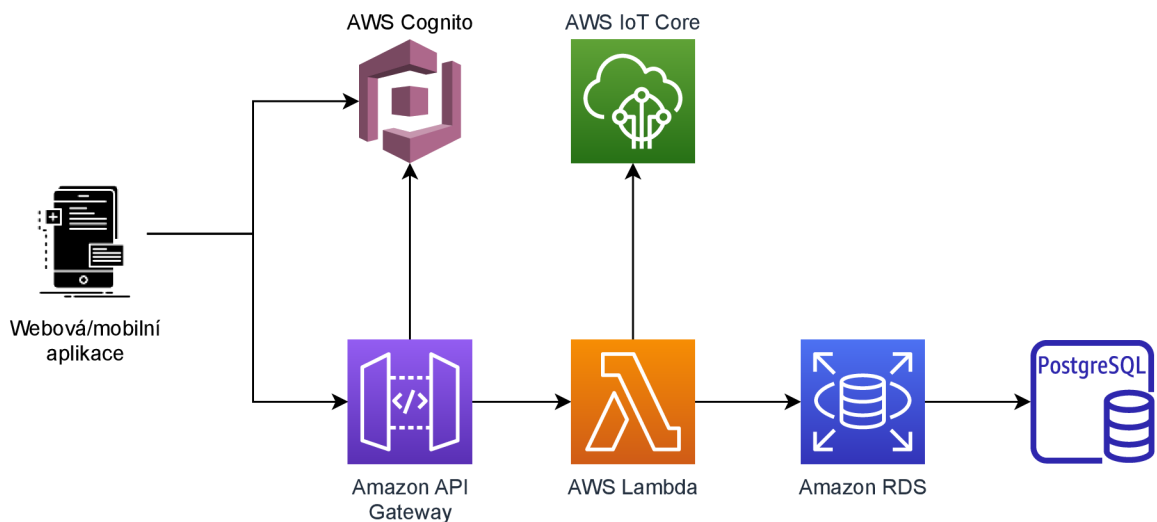 AWS Cognito
AWS IoT Core
Webová/mobilní
aplikace
</>
PostgreSQL
Amazon API
Gateway
AWS Lambda
Amazon RDS